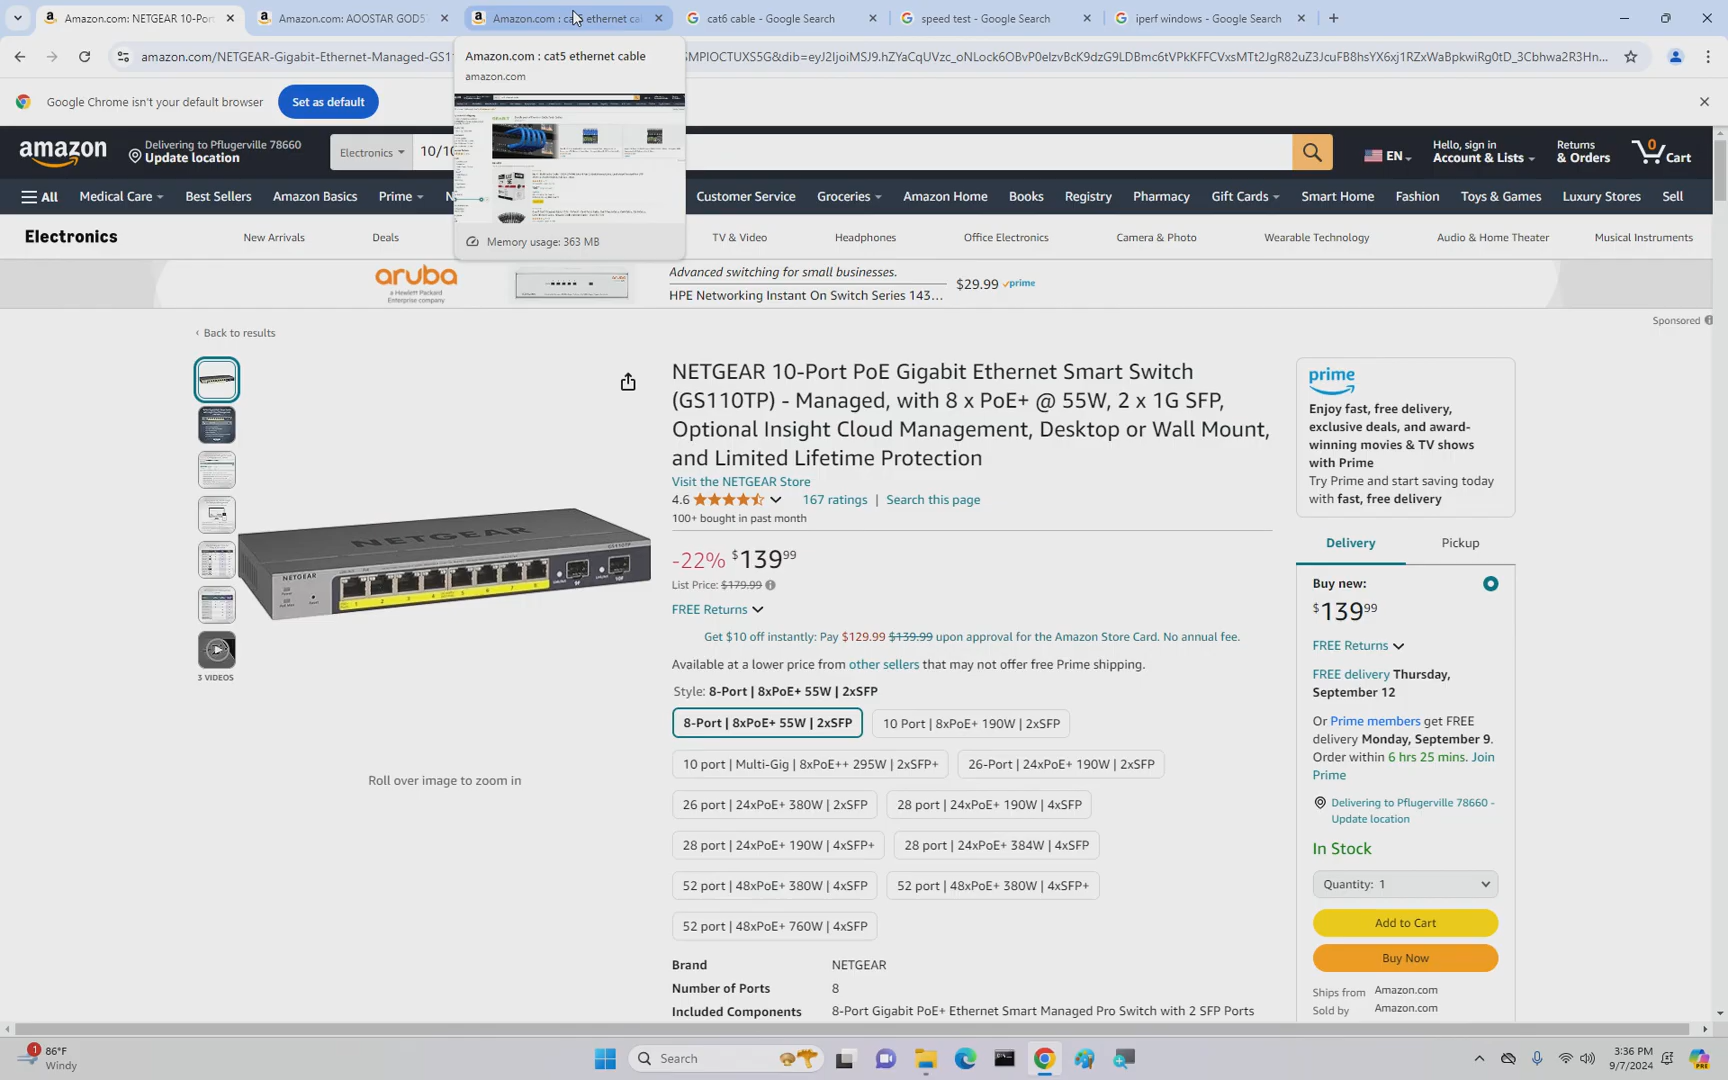 Amazon.com: NETGEAR 10-Port
Amazon.com: AOOSTAR GOD57
Amazon.com : cat5 ethernet ca
cat6 cable - Google Search
speed test - Google Search
iperf windows - Google Search
amazon.com/NETGEAR-Gigabit-Ethernet-Managed-GS11
Amazon.com : cat5 ethernet cable
amazon.com
Memory usage: 363 MB
Google Chrome isn't your default browser
Set as default
amazon
Delivering to Pflugerville 78660
Update location
Electronics
10/10
EN
Hello, sign in
Account & Lists
Returns
& Orders
0
Cart
All
Medical Care
Best Sellers
Amazon Basics
Prime
N
Customer Service
Groceries
Amazon Home
Books
Registry
Pharmacy
Gift Cards
Smart Home
Fashion
Toys & Games
Luxury Stores
Sell
Electronics
New Arrivals
Deals
TV & Video
Headphones
Office Electronics
Camera & Photo
Wearable Technology
Audio & Home Theater
Musical Instruments
aruba
a Hewlett Packard
Enterprise company
Advanced switching for small businesses.
HPE Networking Instant On Switch Series 143...
$29.99 prime
Sponsored
‹ Back to results
3 VIDEOS
NETGEAR
Roll over image to zoom in
NETGEAR 10-Port PoE Gigabit Ethernet Smart Switch
(GS110TP) - Managed, with 8 x PoE+ @ 55W, 2 x 1G SFP,
Optional Insight Cloud Management, Desktop or Wall Mount,
and Limited Lifetime Protection
Visit the NETGEAR Store
4.6
167 ratings | Search this page
100+ bought in past month
-22% $139.99
List Price: $179.99
FREE Returns
Get $10 off instantly: Pay $129.99 $139.99 upon approval for the Amazon Store Card. No annual fee.
Available at a lower price from other sellers that may not offer free Prime shipping.
Style: 8-Port | 8xPoE+ 55W | 2xSFP
8-Port | 8xPoE+ 55W | 2xSFP
10 Port | 8xPoE+ 190W | 2xSFP
10 port | Multi-Gig | 8xPoE++ 295W | 2xSFP+
26-Port | 24xPoE+ 190W | 2xSFP
26 port | 24xPoE+ 380W | 2xSFP
28 port | 24xPoE+ 190W | 4xSFP
28 port | 24xPoE+ 190W | 4xSFP+
28 port | 24xPoE+ 384W | 4xSFP
52 port | 48xPoE+ 380W | 4xSFP
52 port | 48xPoE+ 380W | 4xSFP+
52 port | 48xPoE+ 760W | 4xSFP
Brand NETGEAR
Number of Ports 8
Included Components 8-Port Gigabit PoE+ Ethernet Smart Managed Pro Switch with 2 SFP Ports
prime
Enjoy fast, free delivery,
exclusive deals, and award-
winning movies & TV shows
with Prime
Try Prime and start saving today
with fast, free delivery
Delivery
Pickup
Buy new:
$139.99
FREE Returns
FREE delivery Thursday,
September 12
Or Prime members get FREE
delivery Monday, September 9.
Order within 6 hrs 25 mins. Join
Prime
Delivering to Pflugerville 78660 -
Update location
In Stock
Quantity: 1
Add to Cart
Buy Now
Ships from Amazon.com
Sold by Amazon.com
1
86°F
Windy
Search
3:36 PM
9/7/2024